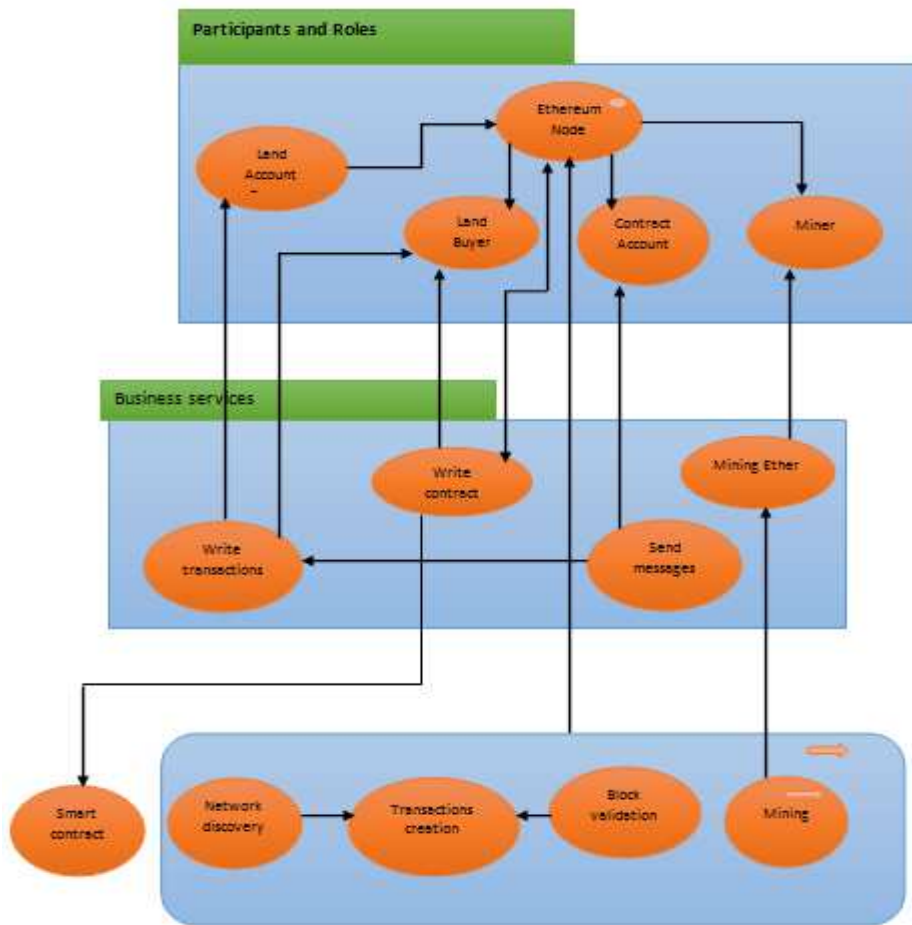 Participants and Roles
Ethereum
Node
Land
Account
Land
Buyer
Contract
Account
Miner
Business services
Write
contract
Mining Ether
Write
transactions
Send
messages
Smart
contract
Network
discovery
Transactions
creation
Block
validation
Mining